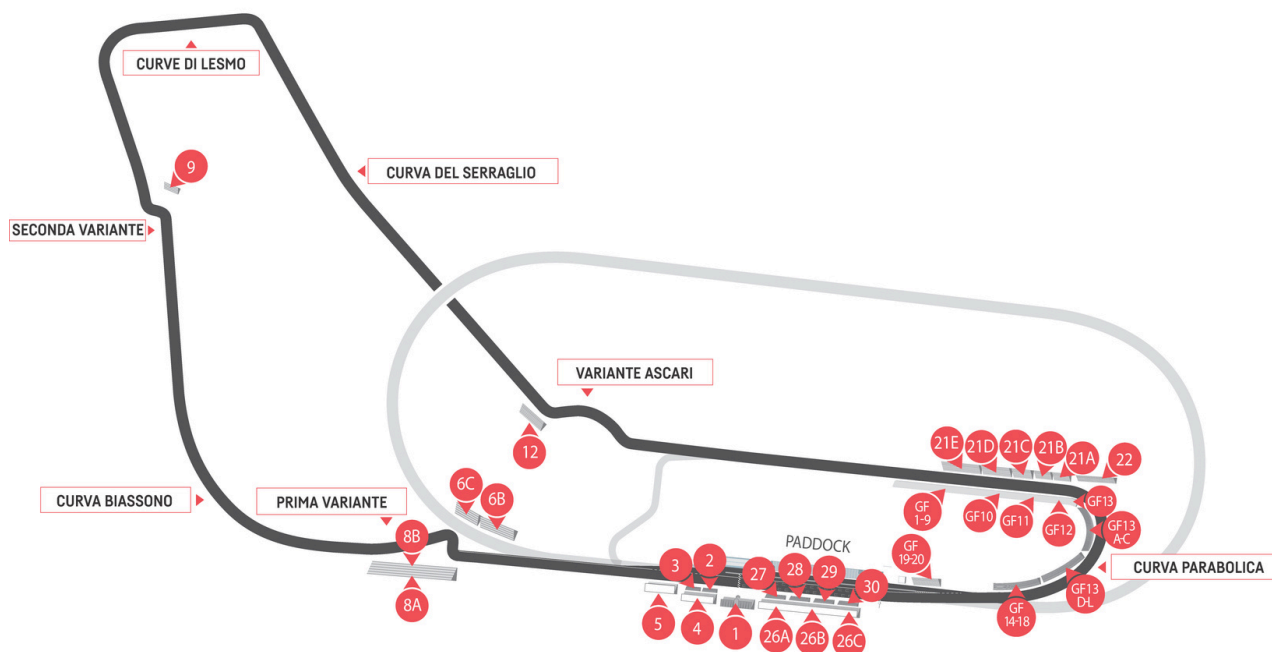 CURVE DI LESMO
9
CURVA DEL SERRAGLIO
SECONDA VARIANTE
VARIANTE ASCARI
12
21E
21D
21C
21B
21A
22
6C
6B
CURVA BIASSONO
PRIMA VARIANTE
8B
8A
GF
1-9
GF10
GF11
GF12
GF13
GF13
A-C
PADDOCK
GF
19-20
CURVA PARABOLICA
GF13
D-L
GF
14-18
3
2
27
28
29
30
5
4
1
26A
26B
26C